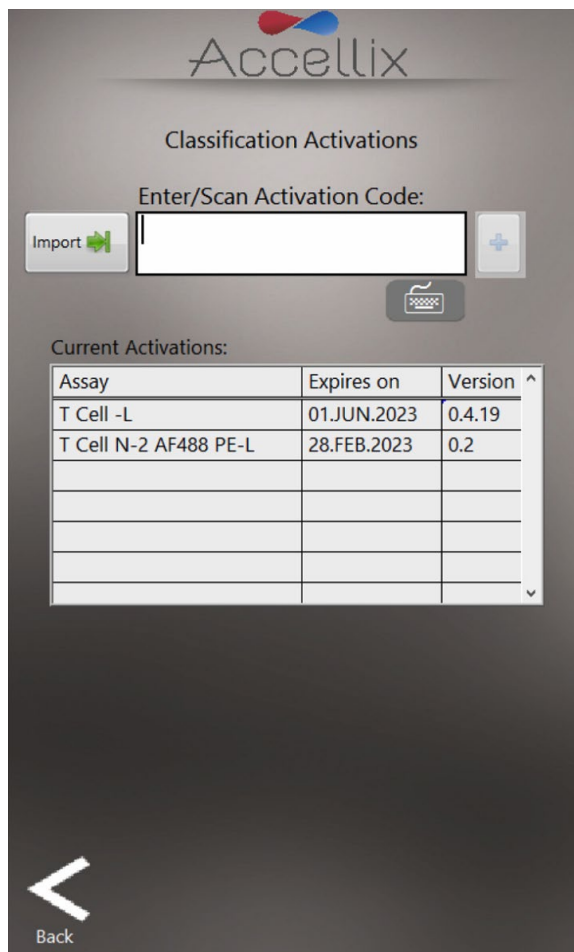 Accellix
Classification Activations
Enter/Scan Activation Code:
Import
Current Activations:
Assay Expires on Version
T Cell -L 01.JUN.2023 0.4.19
T Cell N-2 AF488 PE-L 28.FEB.2023 0.2
Back